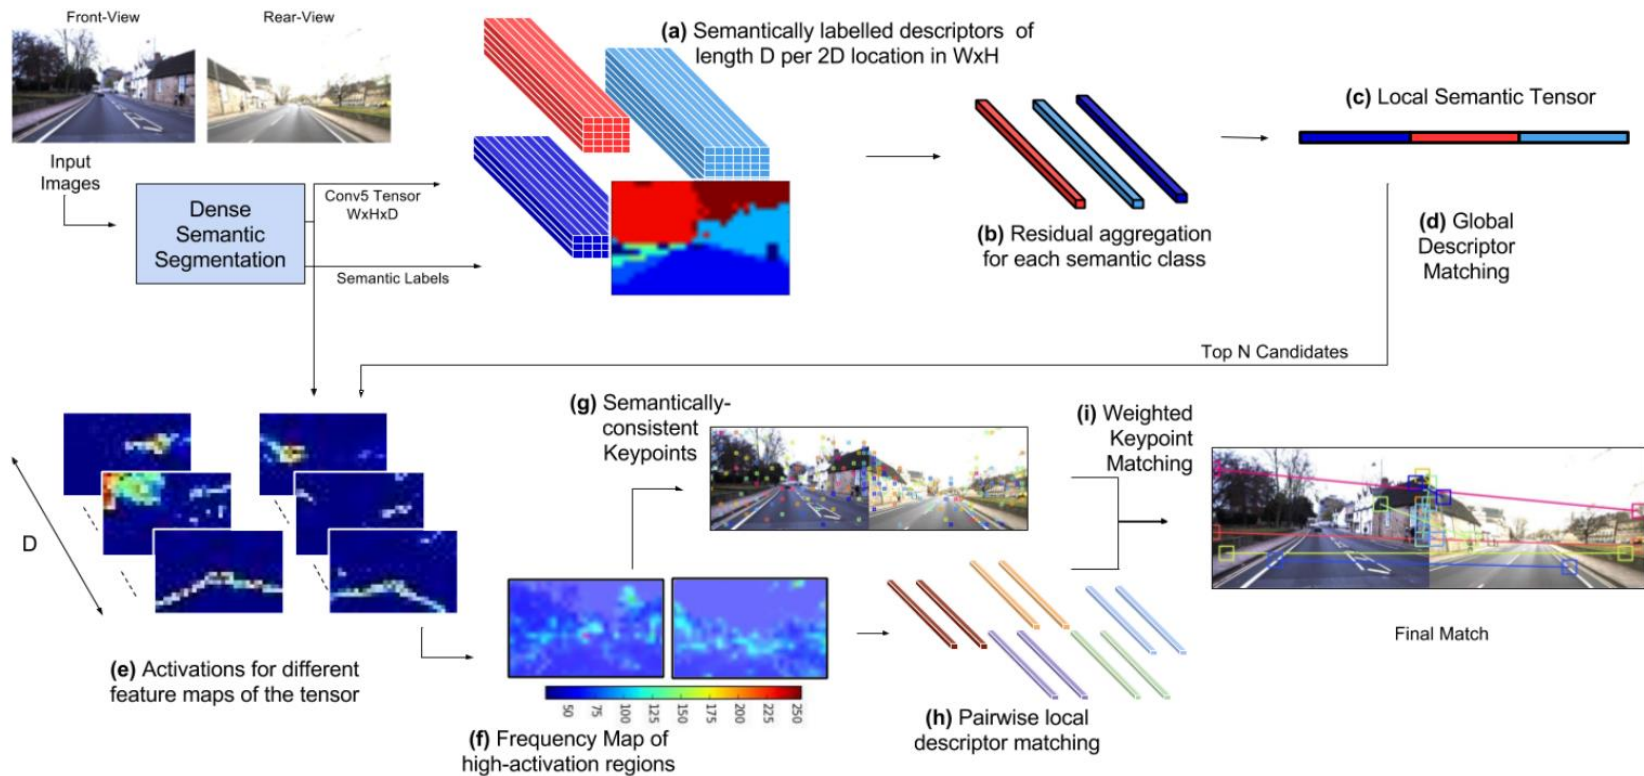 Front-View
Rear-View
(a) Semantically labelled descriptors of
length D per 2D location in WxH
(c) Local Semantic Tensor
Input
Images
Dense
Semantic
Segmentation
Conv5 Tensor
WxHxD
Semantic Labels
(b) Residual aggregation
for each semantic class
(d) Global
Descriptor
Matching
Top N Candidates
(g) Semantically-
consistent
Keypoints
(i) Weighted
Keypoint
Matching
D
Final Match
(e) Activations for different
feature maps of the tensor
50 75 100 125 150 175 200 225 250
(f) Frequency Map of
high-activation regions
(h) Pairwise local
descriptor matching